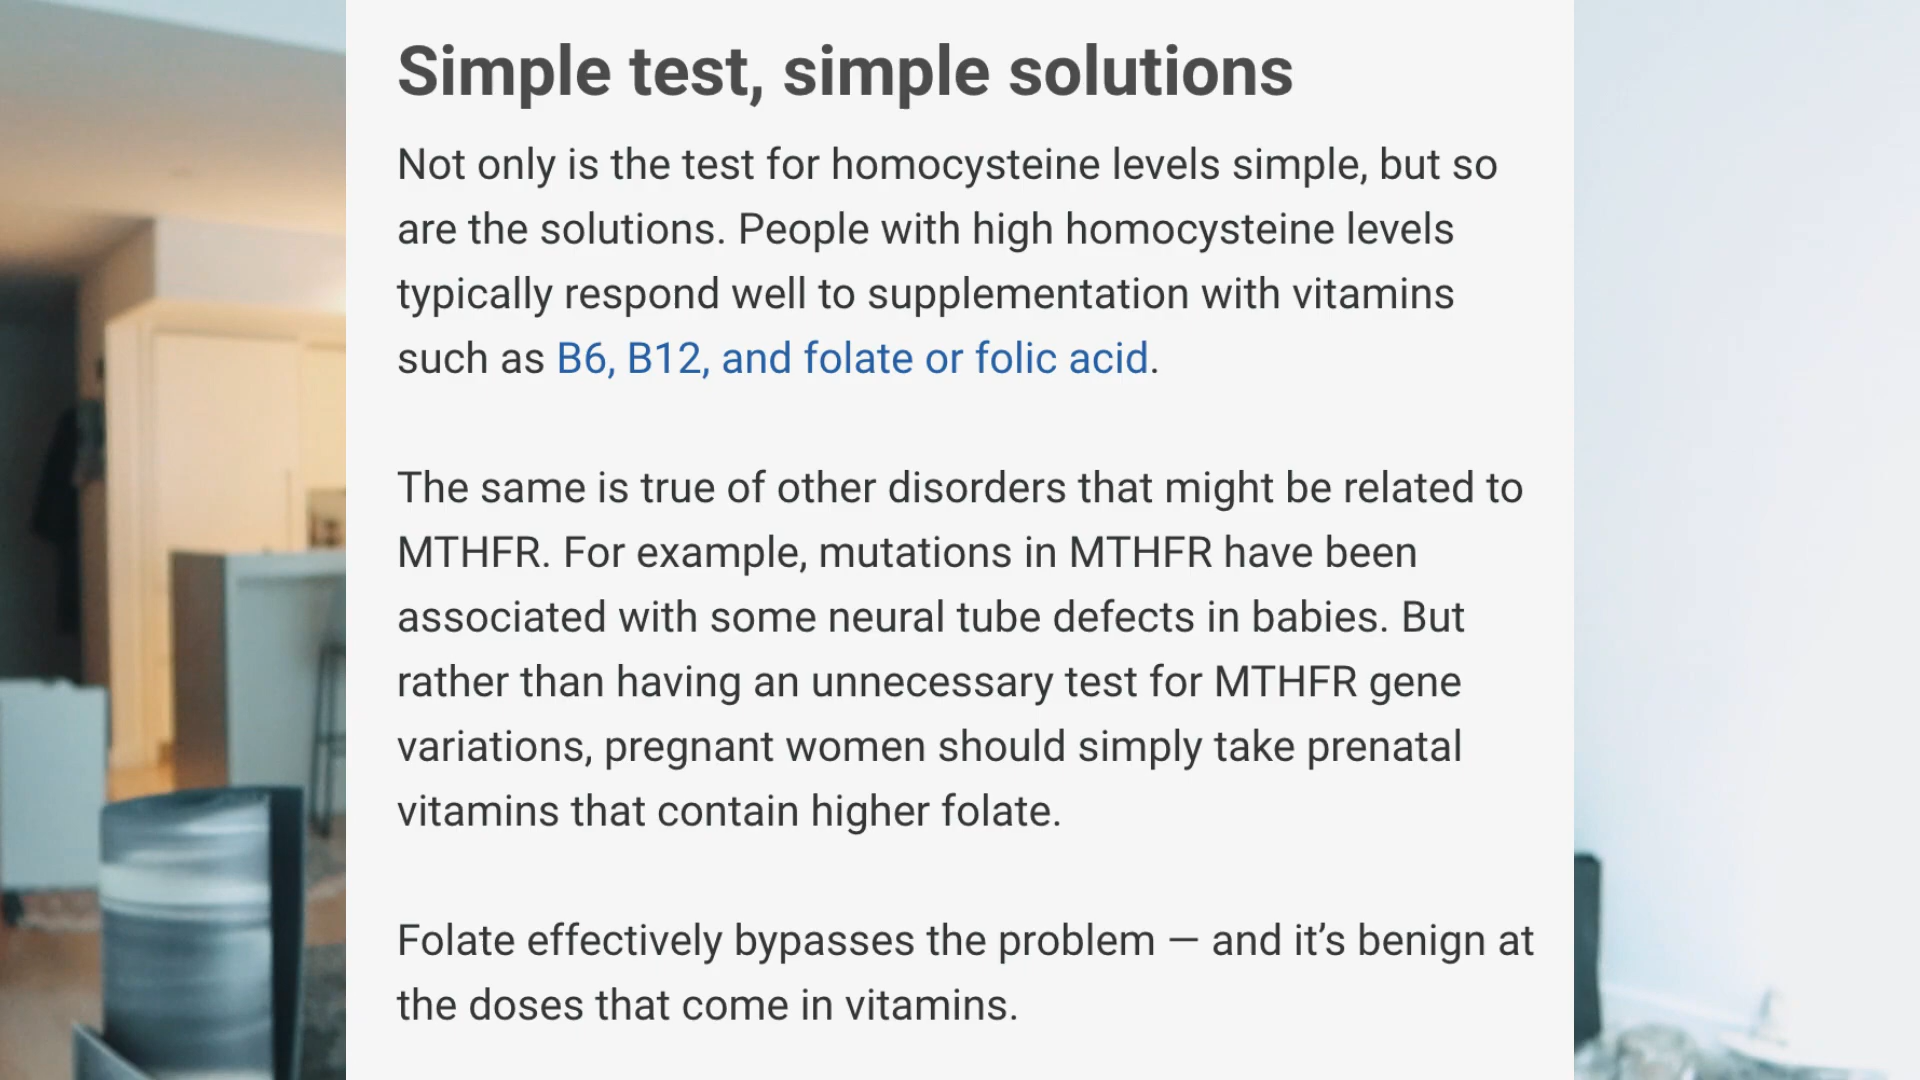 Simple test, simple solutions
Not only is the test for homocysteine levels simple, but so
are the solutions. People with high homocysteine levels
typically respond well to supplementation with vitamins
such as B6, B12, and folate or folic acid.
The same is true of other disorders that might be related to
MTHFR. For example, mutations in MTHFR have been
associated with some neural tube defects in babies. But
rather than having an unnecessary test for MTHFR gene
variations, pregnant women should simply take prenatal
vitamins that contain higher folate.
Folate effectively bypasses the problem — and it’s benign at
the doses that come in vitamins.